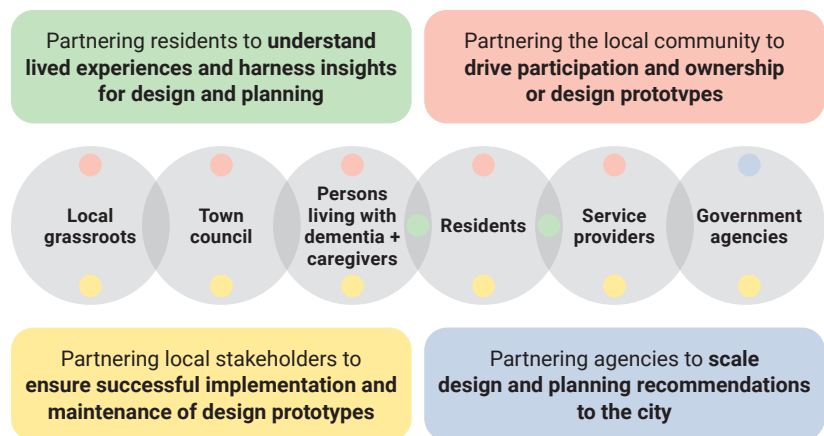 Partnering residents to understand
lived experiences and harness insights
for design and planning
Partnering the local community to
drive participation and ownership
or design prototvpes
Local
grassroots
Town
council
Persons
living with
dementia +
caregivers
Residents
Service
providers
Government
agencies
Partnering local stakeholders to
ensure successful implementation and
maintenance of design prototypes
Partnering agencies to scale
design and planning recommendations
to the city